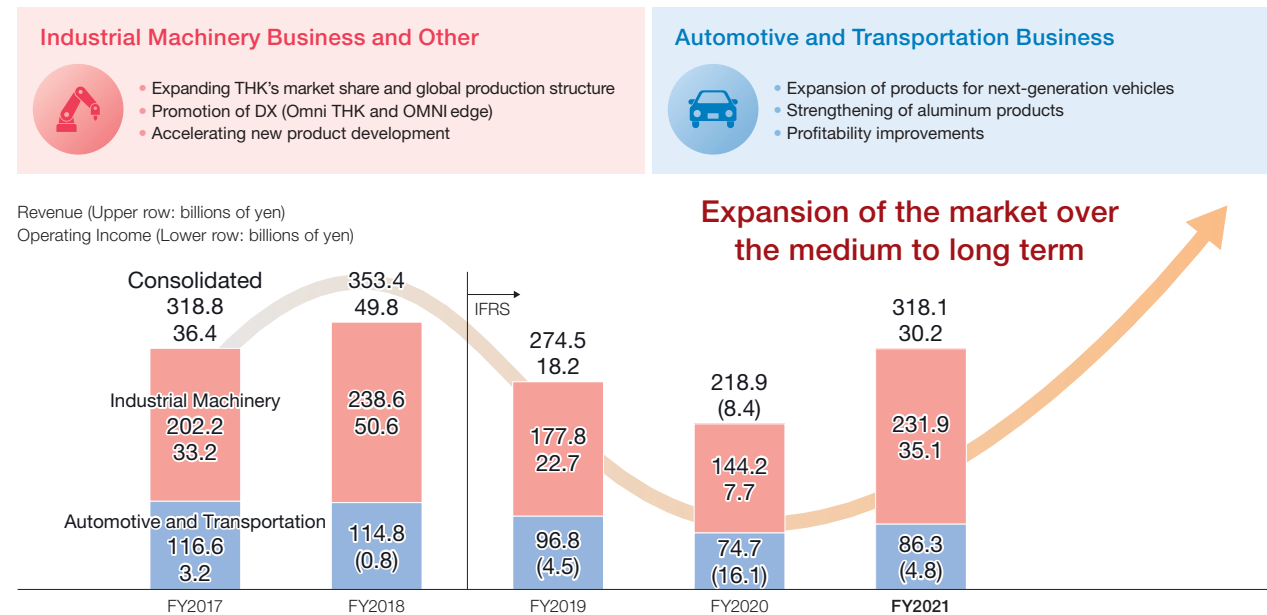 Industrial Machinery Business and Other
• Expanding THK's market share and global production structure
• Promotion of DX (Omni THK and OMNI edge)
• Accelerating new product development
Automotive and Transportation Business
• Expansion of products for next-generation vehicles
• Strengthening of aluminum products
• Profitability improvements
Revenue (Upper row: billions of yen)
Operating Income (Lower row: billions of yen)
Expansion of the market over
the medium to long term
Consolidated
318.8
36.4
Industrial Machinery
202.2
33.2
Automotive and Transportation
116.6
3.2
FY2017
353.4
49.8
238.6
50.6
114.8
(0.8)
FY2018
IFRS
274.5
18.2
177.8
22.7
96.8
(4.5)
FY2019
218.9
(8.4)
144.2
7.7
74.7
(16.1)
FY2020
318.1
30.2
231.9
35.1
86.3
(4.8)
FY2021